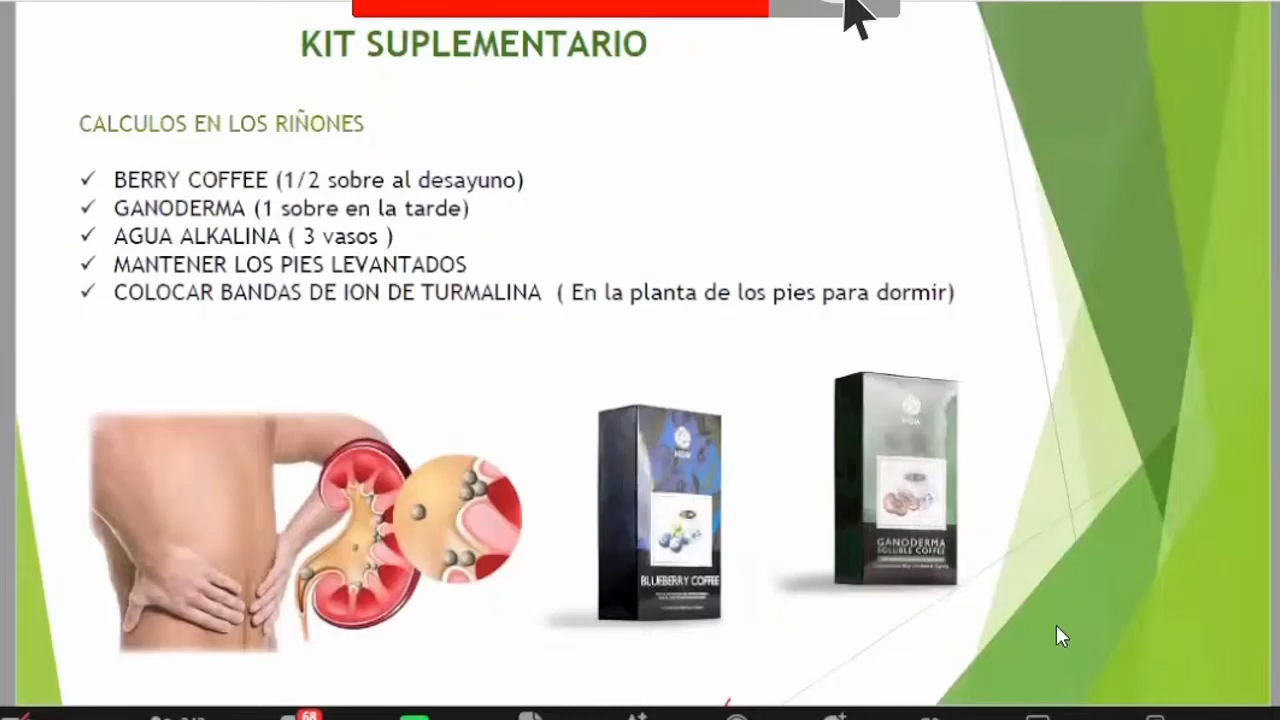 KIT SUPLEMENTARIO
CALCULOS EN LOS RIÑONES
✓ BERRY COFFEE (1/2 sobre al desayuno)
✓ GANODERMA (1 sobre en la tarde)
✓ AGUA ALKALINA ( 3 vasos )
✓ MANTENER LOS PIES LEVANTADOS
✓ COLOCAR BANDAS DE ION DE TURMALINA ( En la planta de los pies para dormir)
BLUEBERRY COFFEE
GANODERMA
SOLUBLE COFFEE
68